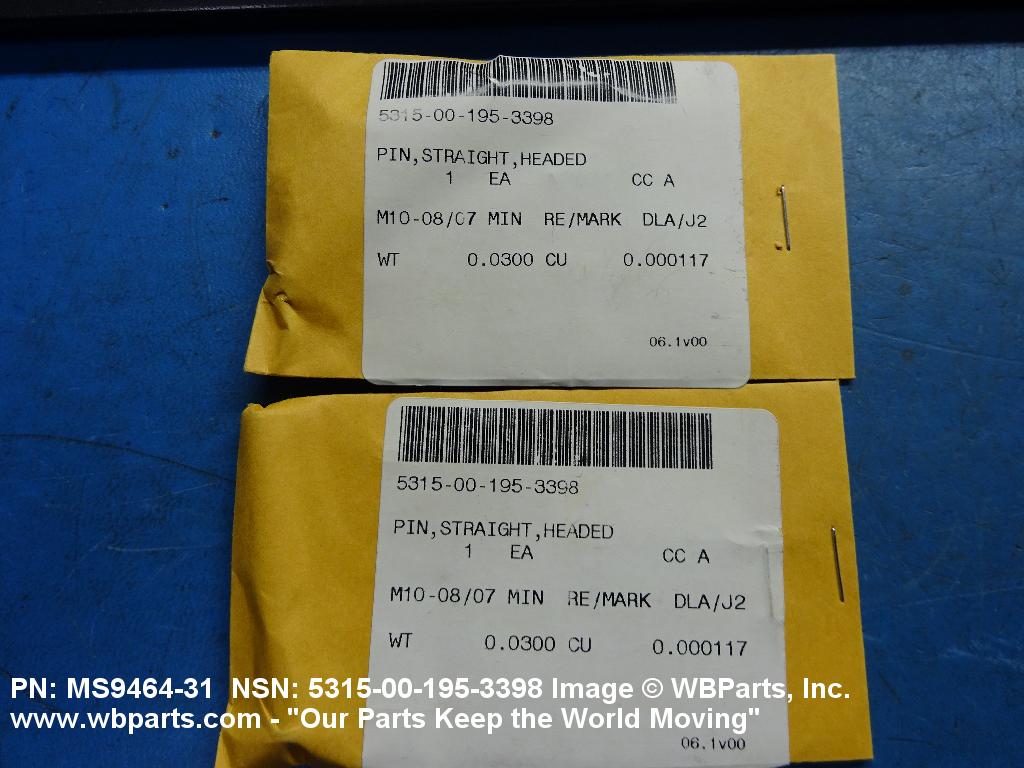 5315-00-195-3398
PIN,STRAIGHT,HEADED
1 EA CC A
M10-08/07 MIN RE/MARK DLA/J2
WT 0.0300 CU 0.000117
06.1v00
5315-00-195-3398
PIN,STRAIGHT,HEADED
1 EA CC A
M10-08/07 MIN RE/MARK DLA/J2
WT 0.0300 CU 0.000117
PN: MS9464-31 NSN: 5315-00-195-3398 Image © WBParts, Inc.
www.wbparts.com - "Our Parts Keep the World Moving"
06.1v00